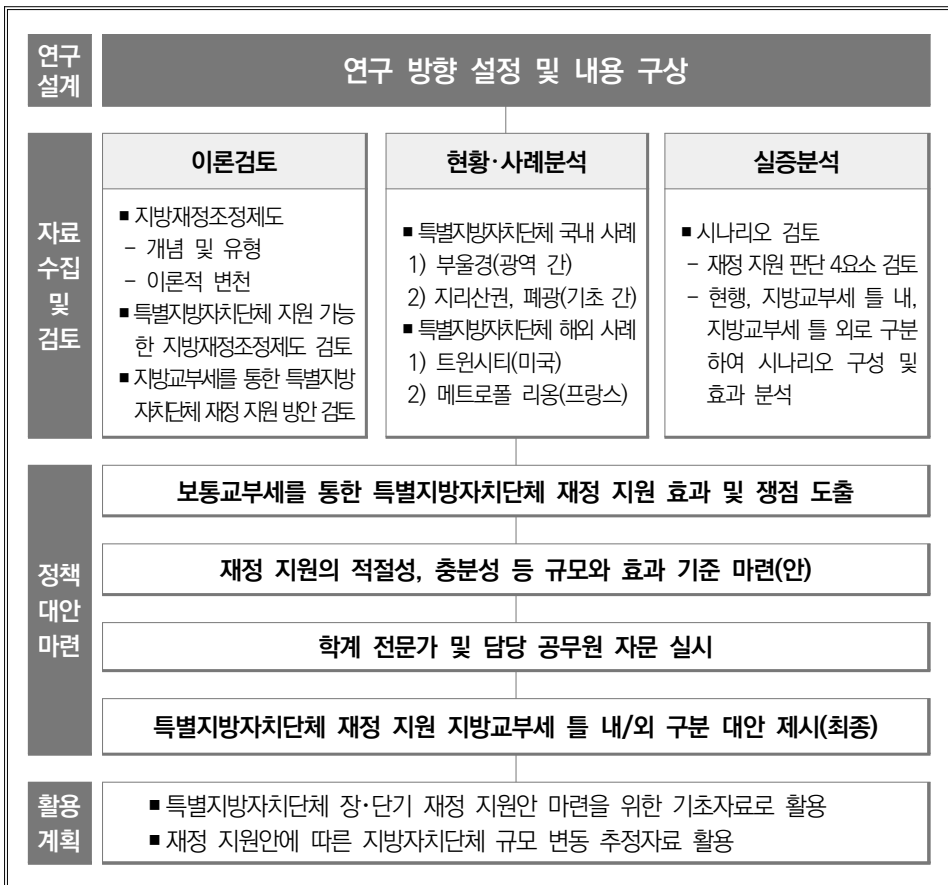 연구
설계
연구 방향 설정 및 내용 구상
자료
수집
및
검토
이론검토
■ 지방재정조정제도
- 개념 및 유형
- 이론적 변천
■ 특별지방자치단체 지원 가능
한 지방재정조정제도 검토
■ 지방교부세를 통한 특별지방
자치단체 재정 지원 방안 검토
현황·사례분석
■ 특별지방자치단체 국내 사례
1) 부울경(광역 간)
2) 지리산권, 폐광(기초 간)
■ 특별지방자치단체 해외 사례
1) 트윈시티(미국)
2) 메트로폴 리옹(프랑스)
실증분석
■ 시나리오 검토
- 재정 지원 판단 4요소 검토
- 현행, 지방교부세 틀 내,
지방교부세 틀 외로 구분
하여 시나리오 구성 및
효과 분석
정책
대안
마련
보통교부세를 통한 특별지방자치단체 재정 지원 효과 및 쟁점 도출
재정 지원의 적절성, 충분성 등 규모와 효과 기준 마련(안)
학계 전문가 및 담당 공무원 자문 실시
특별지방자치단체 재정 지원 지방교부세 틀 내/외 구분 대안 제시(최종)
활용
계획
■ 특별지방자치단체 장·단기 재정 지원안 마련을 위한 기초자료로 활용
■ 재정 지원안에 따른 지방자치단체 규모 변동 추정자료 활용